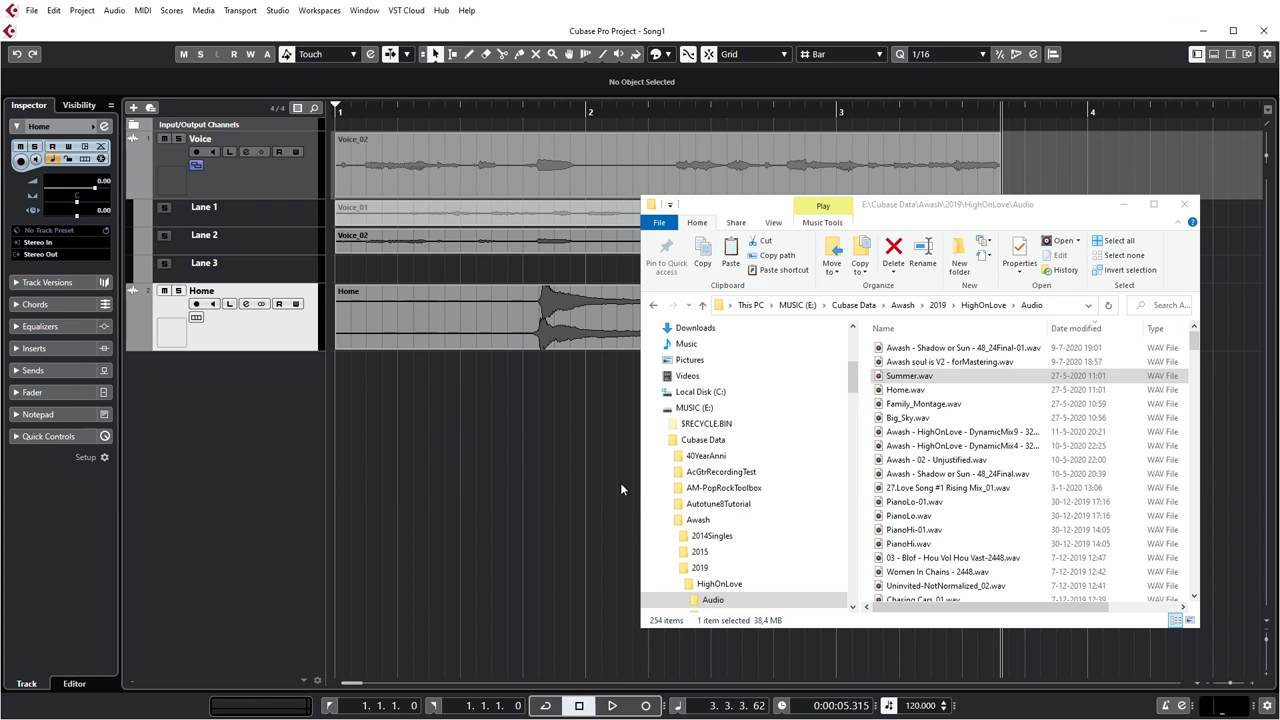 File Edit Project Audio MIDI Scores Media Transport Studio Workspaces Window VST Cloud Hub Help
Cubase Pro Project - Song1
M S L R W A Touch Grid Bar Q 1/16
No Object Selected
Inspector Visibility 4 / 4 1 2 3 4
Input/Output Channels
Home
1 Voice Voice_02
M S R W
L e R W
0.00
C
0.00
No Track Preset
Stereo In
Stereo Out
Lane 1 Voice_01
Lane 2 Voice_02
Lane 3
2 M S Home Home
L e R W
Track Versions
Chords
Equalizers
Inserts
Sends
Fader
Notepad
Quick Controls
Setup
Track Editor
Play E:\Cubase Data\Awash\2019\HighOnLove\Audio
File Home Share View Music Tools
Pin to Quick access
Copy
Paste
Cut
Copy path
Paste shortcut
Move to
Copy to
Delete
Rename
New folder
Properties
Open
Edit
History
Select all
Select none
Invert selection
Clipboard Organize New Open Select
This PC MUSIC (E:) Cubase Data Awash 2019 HighOnLove Audio Search A...
Downloads
Music
Pictures
Videos
Local Disk (C:)
MUSIC (E:)
$RECYCLE.BIN
Cubase Data
40YearAnni
AcGtrRecordingTest
AM-PopRockToolbox
Autotune8Tutorial
Awash
2014Singles
2015
2019
HighOnLove
Audio
Name Date modified Type
Awash - Shadow or Sun - 48_24Final-01.wav 9-7-2020 19:01 WAV File
Awash soul is V2 - forMastering.wav 9-7-2020 18:57 WAV File
Summer.wav 27-5-2020 11:01 WAV File
Home.wav 27-5-2020 11:01 WAV File
Family_Montage.wav 27-5-2020 10:59 WAV File
Big_Sky.wav 27-5-2020 10:56 WAV File
Awash - HighOnLove - DynamicMix9 - 32... 11-5-2020 20:21 WAV File
Awash - HighOnLove - DynamicMix4 - 32... 10-5-2020 22:25 WAV File
Awash - 02 - Unjustified.wav 10-5-2020 22:00 WAV File
Awash - Shadow or Sun - 48_24Final.wav 10-5-2020 20:39 WAV File
27.Love Song #1 Rising Mix_01.wav 3-1-2020 13:06 WAV File
PianoLo-01.wav 30-12-2019 17:16 WAV File
PianoLo.wav 30-12-2019 17:16 WAV File
PianoHi-01.wav 30-12-2019 14:05 WAV File
PianoHi.wav 30-12-2019 14:05 WAV File
03 - Blof - Hou Vol Hou Vast-2448.wav 7-12-2019 12:47 WAV File
Women In Chains - 2448.wav 7-12-2019 12:42 WAV File
Uninvited-NotNormalized_02.wav 7-12-2019 12:41 WAV File
Chasing Cars_01.wav 7-12-2019 12:39 WAV File
254 items 1 item selected 38,4 MB
1. 1. 1. 0 1. 1. 1. 0 3. 3. 3. 62 0:00:05.315 120.000